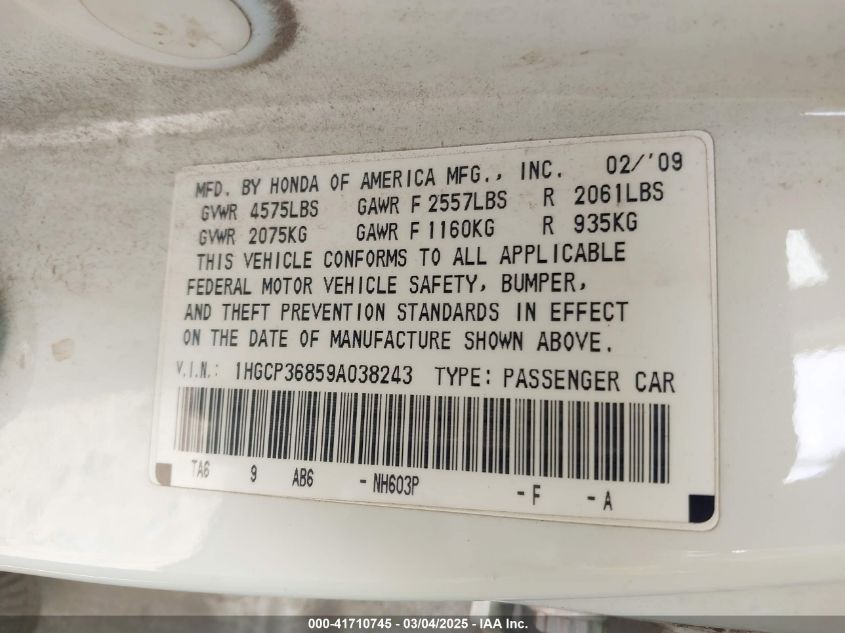 MFD. BY HONDA OF AMERICA MFG., INC. 02/'09
GVWR 4575LBS GAWR F 2557LBS R 2061LBS
GVWR 2075KG GAWR F 1160KG R 935KG
THIS VEHICLE CONFORMS TO ALL APPLICABLE
FEDERAL MOTOR VEHICLE SAFETY, BUMPER,
AND THEFT PREVENTION STANDARDS IN EFFECT
ON THE DATE OF MANUFACTURE SHOWN ABOVE.
V.I.N.: 1HGCP36859A038243 TYPE: PASSENGER CAR
TA6 9 AB6 - NH603P - F - A
000-41710745 - 03/04/2025 - IAA Inc.